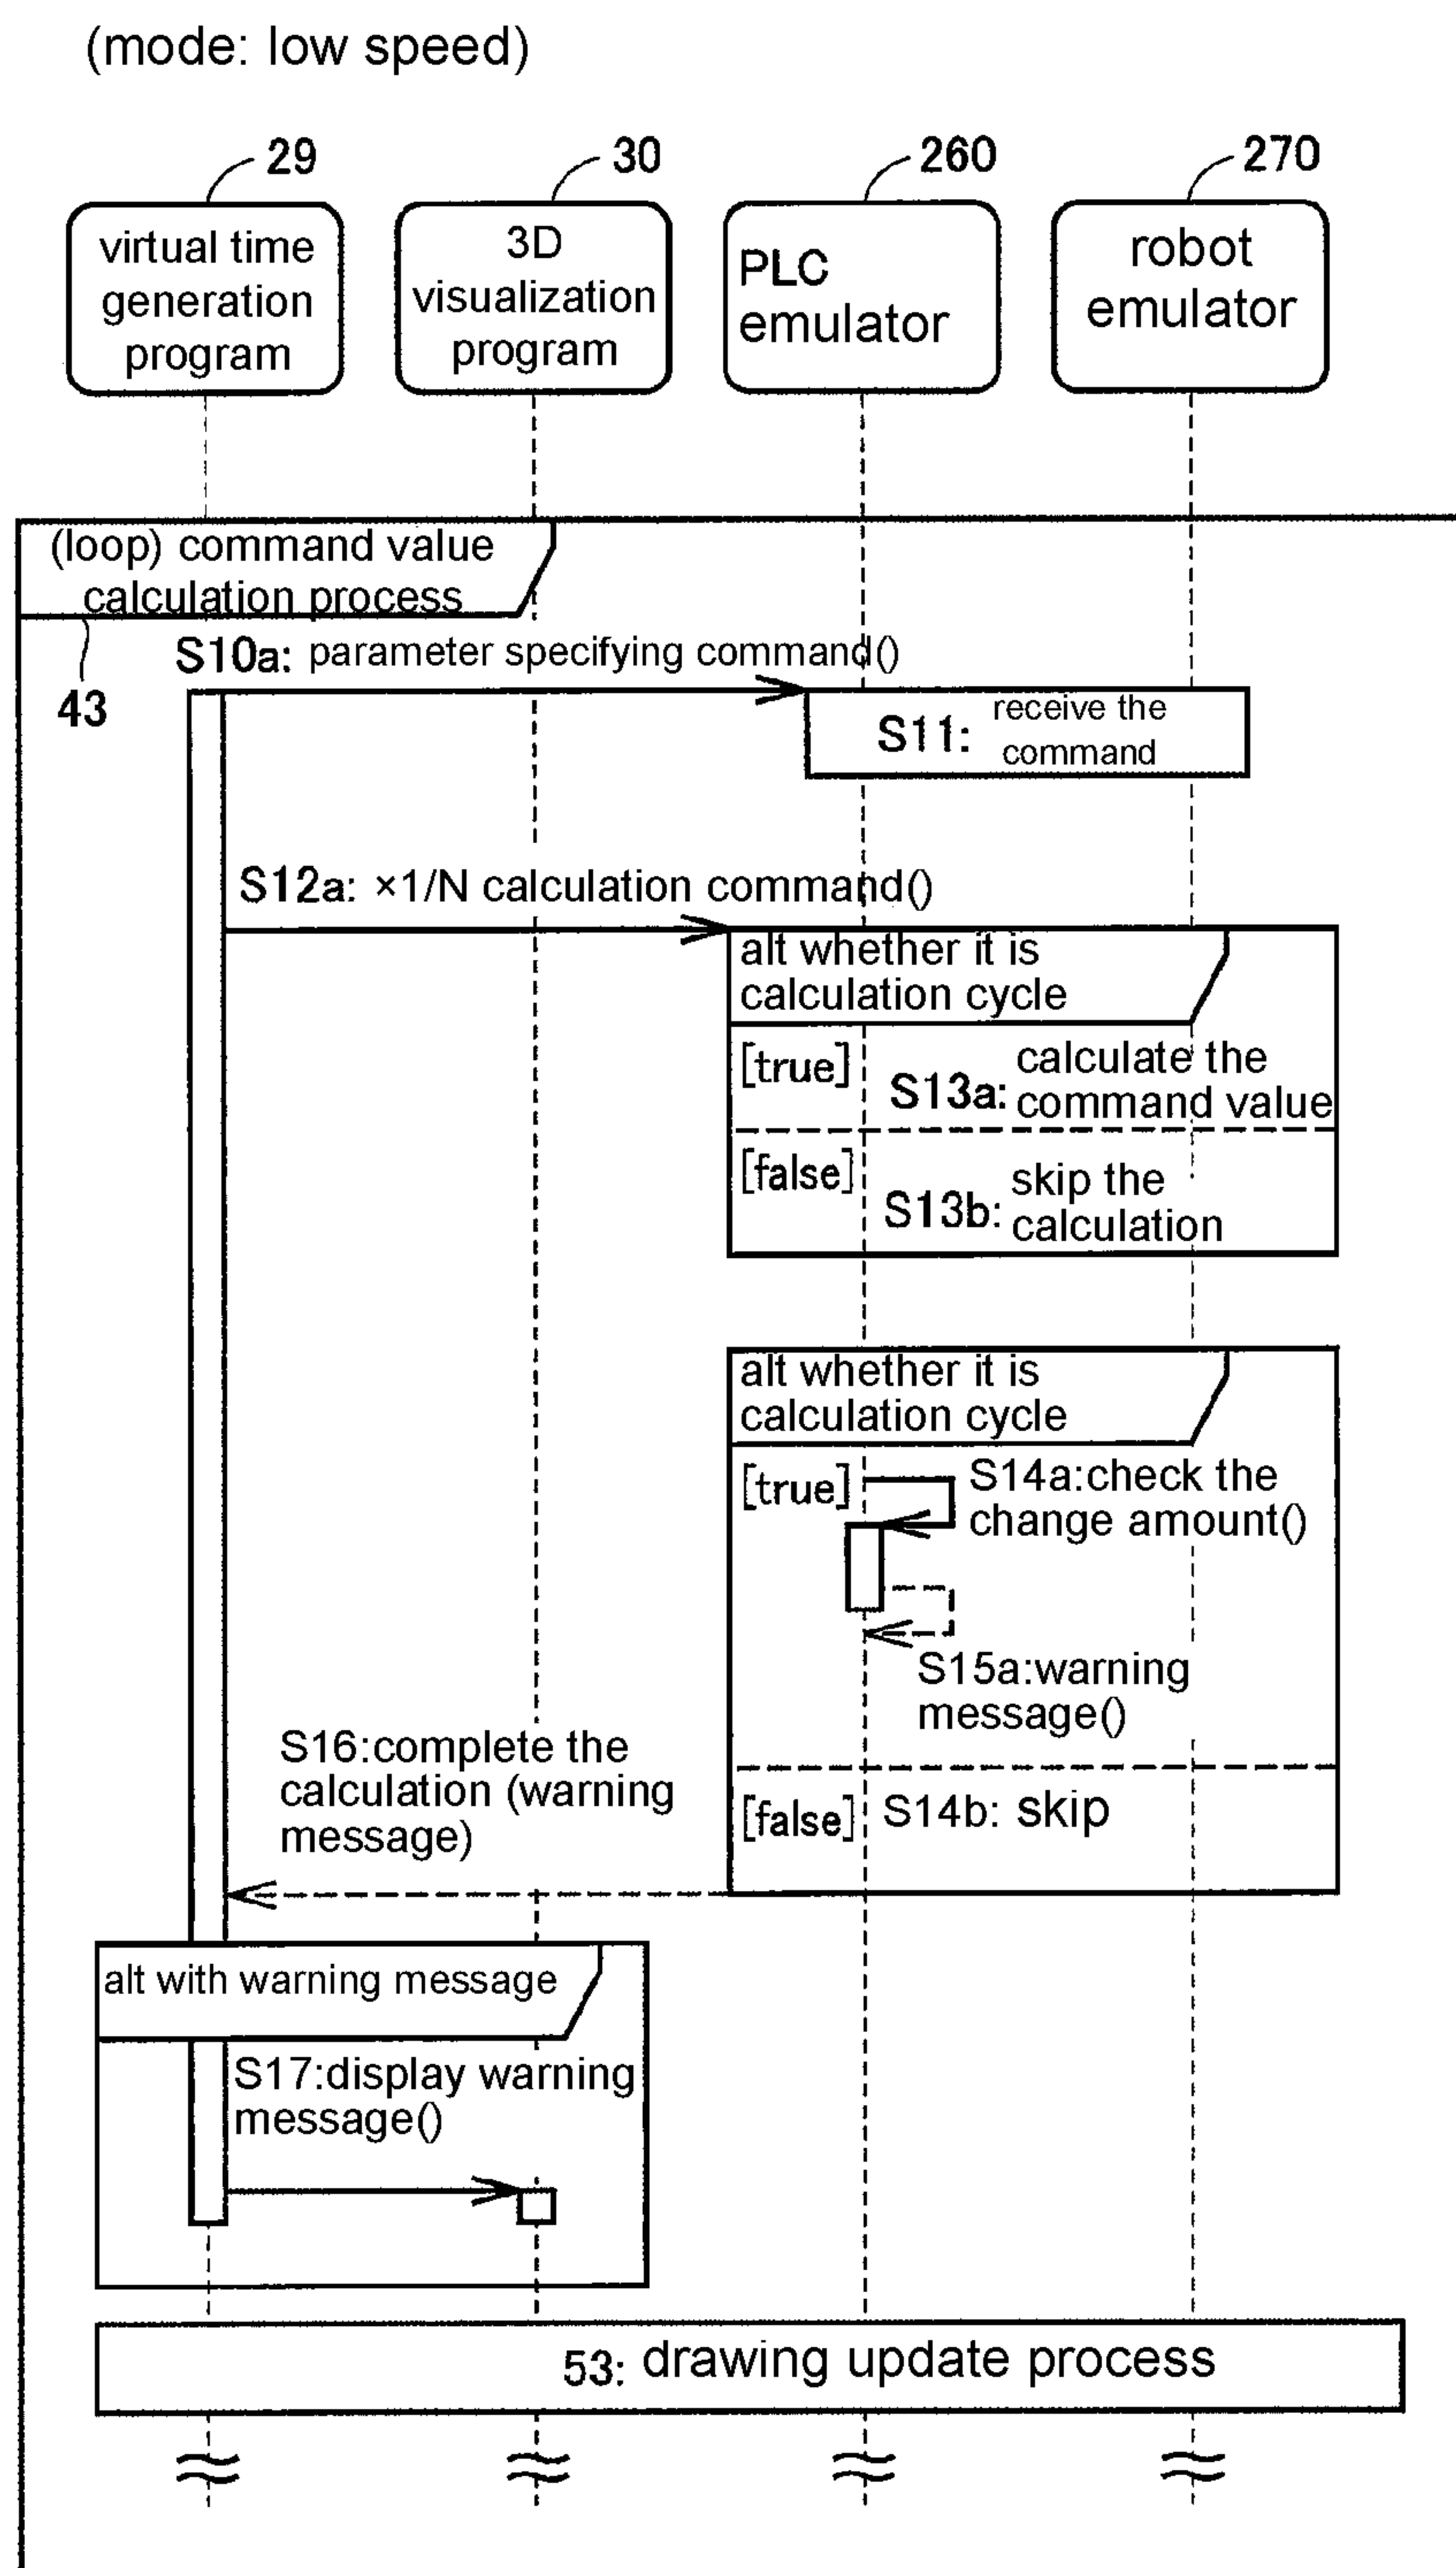 (mode: low speed)
29
30
260
270
virtual time
generation
program
3D
visualization
program
PLC
emulator
robot
emulator
(loop) command value
calculation process
43
S10a: parameter specifying command()
S11: receive the
command
S12a: ×1/N calculation command()
alt whether it is
calculation cycle
[true]
S13a: calculate the
command value
[false]
S13b: skip the
calculation
alt whether it is
calculation cycle
[true]
S14a:check the
change amount()
S15a:warning
message()
S16:complete the
calculation (warning
message)
[false] S14b: skip
alt with warning message
S17:display warning
message()
53: drawing update process